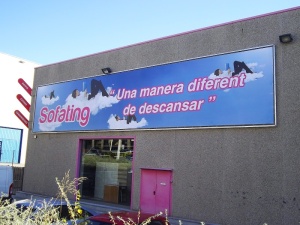 Sofating
“Una manera diferent
de descansar”